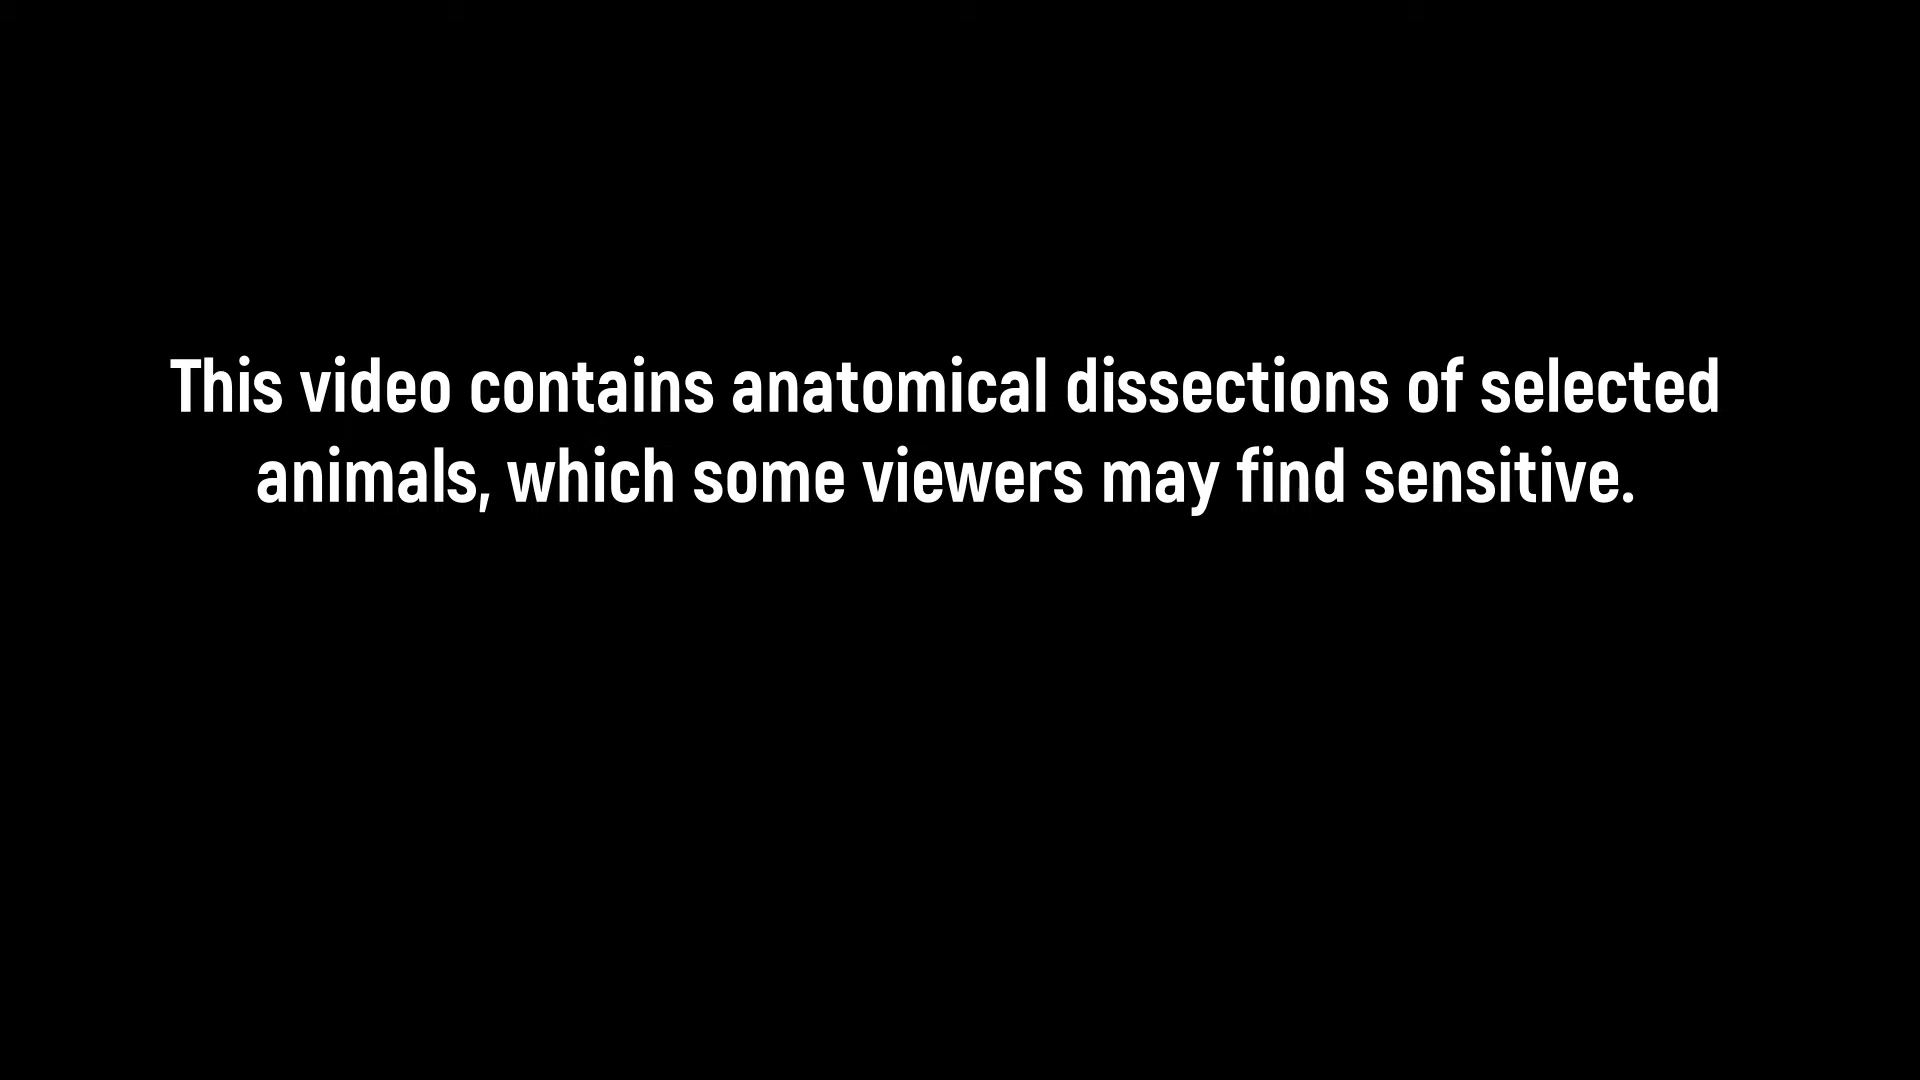 This video contains anatomical dissections of selected
animals, which some viewers may find sensitive.